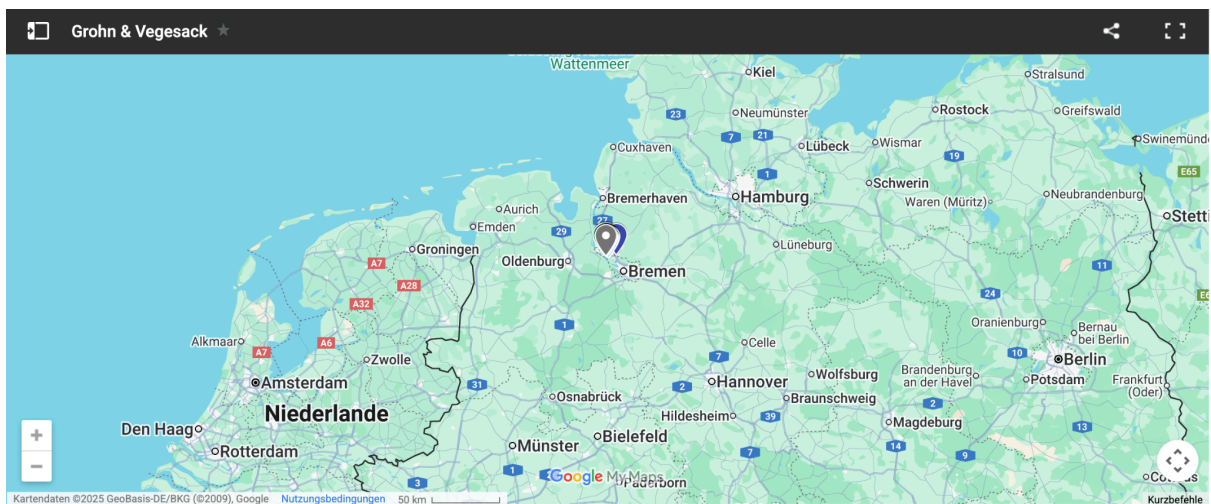 Grohn & Vegesack
Wattenmeer
Kiel
Stralsund
23
Neumünster
Rostock
Greifswald
7
21
Cuxhaven
Lübeck
Wismar
19
Swinemünd
E65
1
Schwerin
Bremerhaven
Hamburg
Waren (Müritz)
Neubrandenburg
Aurich
Stetti
27
Emden
29
Groningen
Lüneburg
Oldenburg
A7
Bremen
11
A28
24
A32
1
Oranienburg
Bernau
bei Berlin
Alkmaar
A6
Celle
A7
7
10
Berlin
Zwolle
Brandenburg
an der Havel
Wolfsburg
Potsdam
Frankfurt
(Oder)
Amsterdam
31
2
Hannover
Osnabrück
Braunschweig
2
Niederlande
Hildesheim
39
Magdeburg
13
Den Haag
Bielefeld
Münster
14
Rotterdam
7
9
1
Google My Maps
Paderborn
3
Kartendaten ©2025 GeoBasis-DE/BKG (©2009), Google
Nutzungsbedingungen
50 km
Kurzbefehle